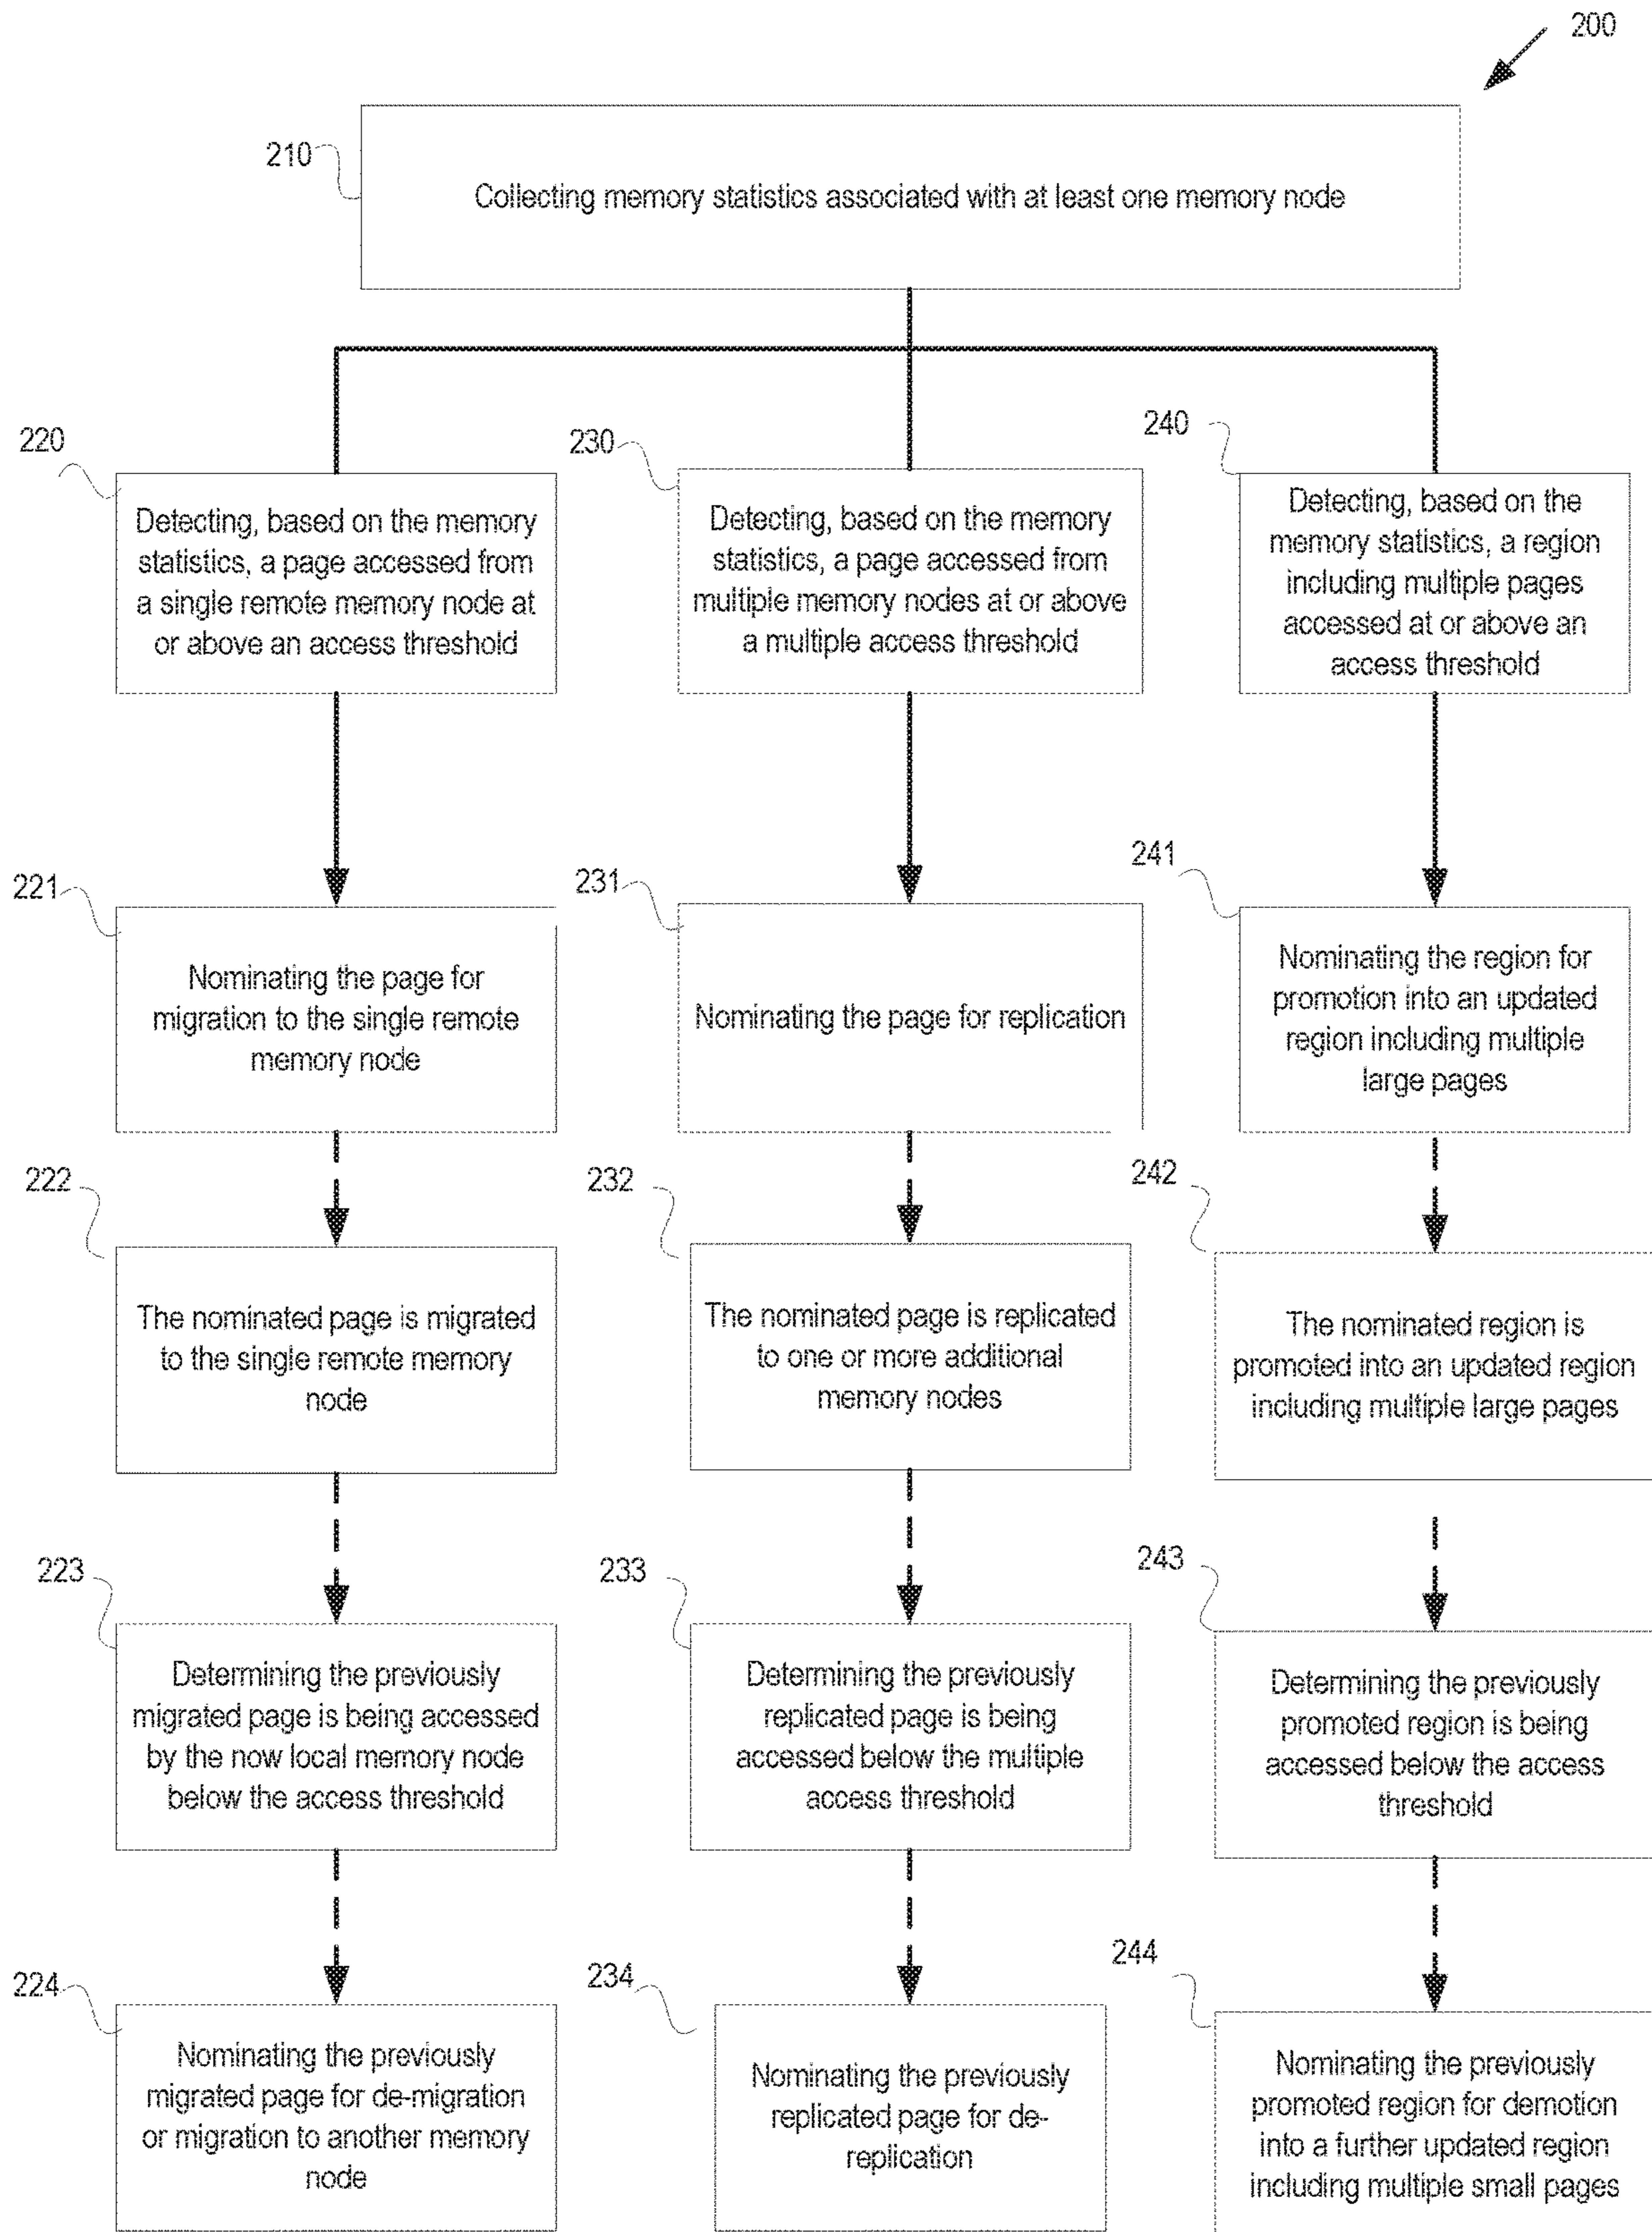 200
210
Collecting memory statistics associated with at least one memory node
220
Detecting, based on the memory
statistics, a page accessed from
a single remote memory node at
or above an access threshold
230
Detecting, based on the memory
statistics, a page accessed from
multiple memory nodes at or above
a multiple access threshold
240
Detecting, based on the
memory statistics, a region
including multiple pages
accessed at or above an
access threshold
221
Nominating the page for
migration to the single remote
memory node
231
Nominating the page for replication
241
Nominating the region for
promotion into an updated
region including multiple
large pages
222
The nominated page is migrated
to the single remote memory
node
232
The nominated page is replicated
to one or more additional
memory nodes
242
The nominated region is
promoted into an updated region
including multiple large pages
223
Determining the previously
migrated page is being accessed
by the now local memory node
below the access threshold
233
Determining the previously
replicated page is being
accessed below the multiple
access threshold
243
Determining the previously
promoted region is being
accessed below the access
threshold
224
Nominating the previously
migrated page for de-migration
or migration to another memory
node
234
Nominating the previously
replicated page for de-
replication
244
Nominating the previously
promoted region for demotion
into a further updated region
including multiple small pages